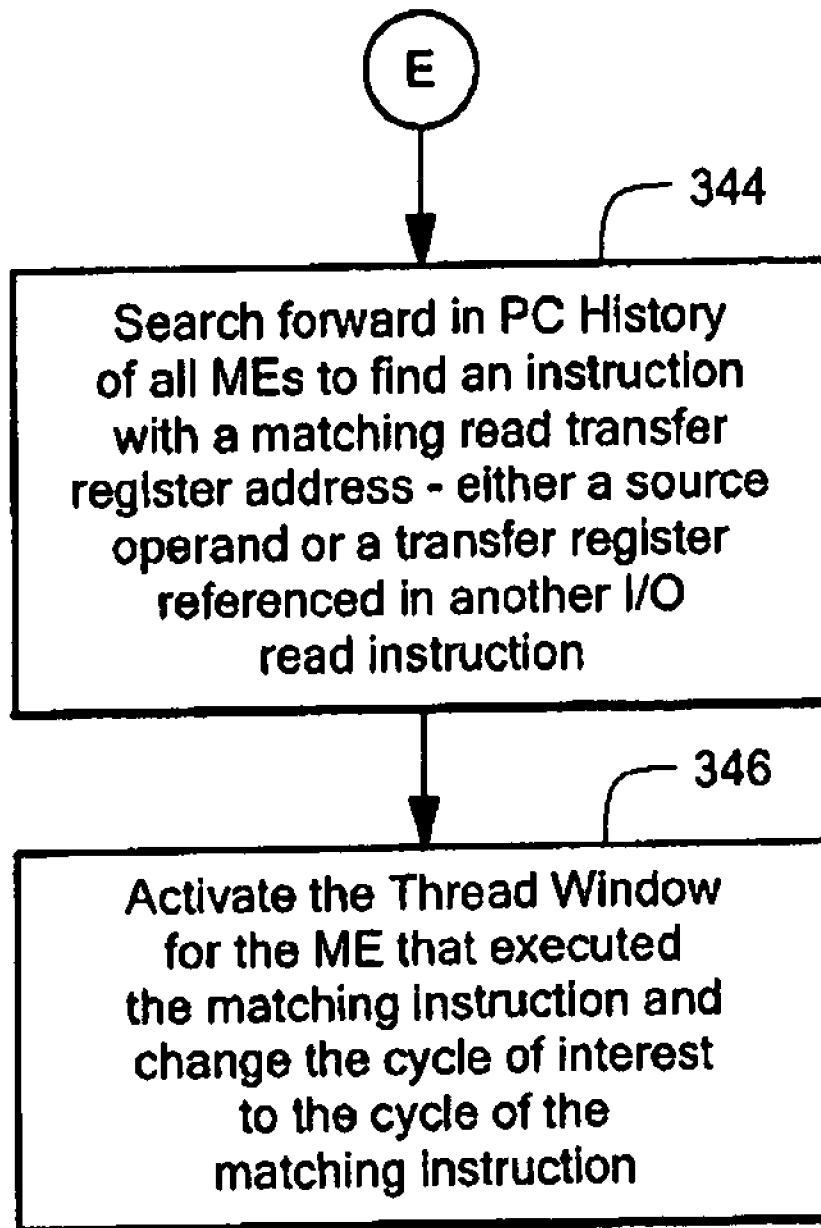 E
344
Search forward in PC History
of all MEs to find an instruction
with a matching read transfer
register address - either a source
operand or a transfer register
referenced in another I/O
read instruction
346
Activate the Thread Window
for the ME that executed
the matching instruction and
change the cycle of interest
to the cycle of the
matching instruction